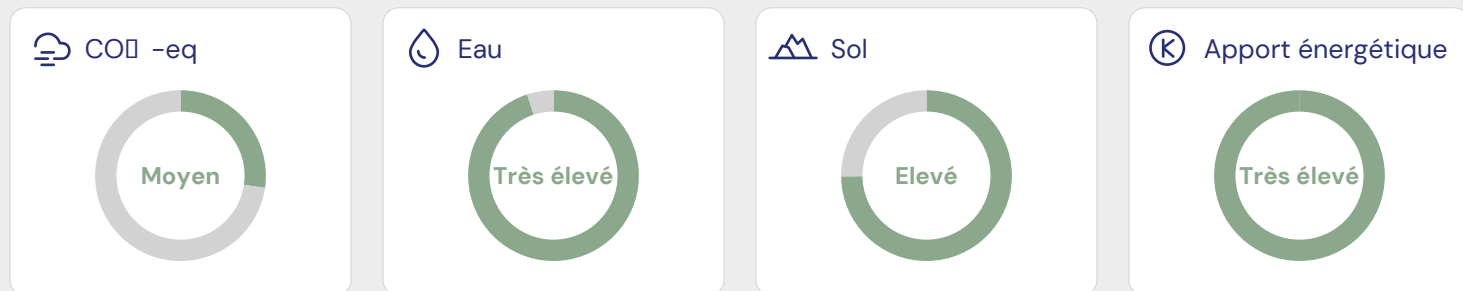 CO▯ -eq
Eau
Sol
Apport énergétique
Moyen
Très élevé
Elevé
Très élevé